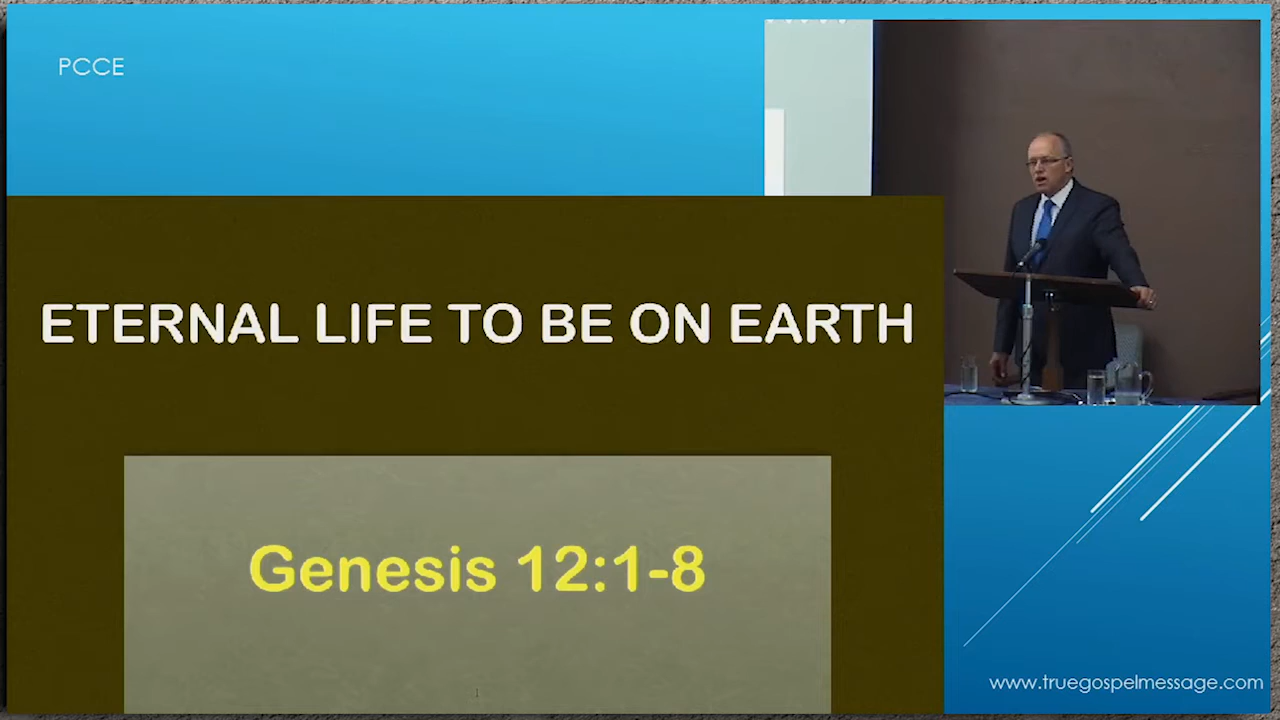 PCCE
ETERNAL LIFE TO BE ON EARTH
Genesis 12:1-8
www.truegospelmessage.com